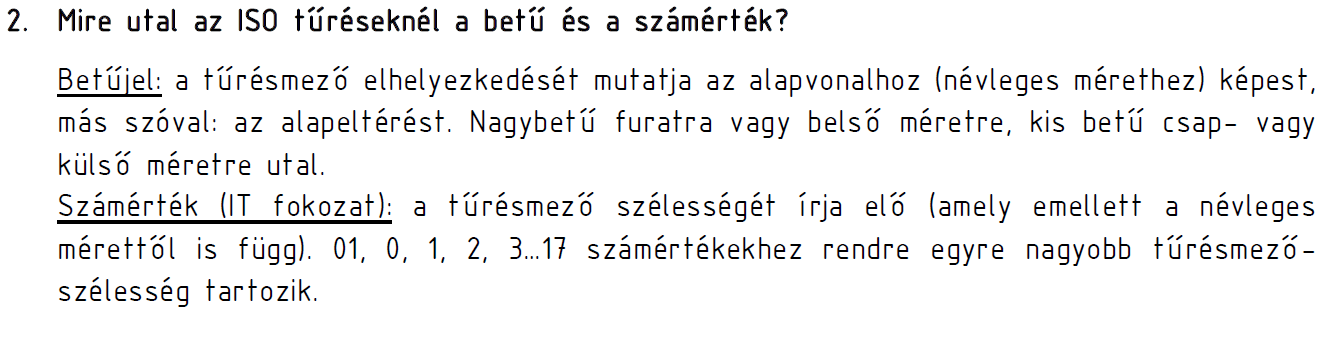 2. Mire utal az ISO tűréseknél a betű és a számérték?
Betűjel: a tűrésmező elhelyezkedését mutatja az alapvonalhoz (névleges mérethez) képest,
más szóval: az alapeltérést. Nagybetű furatra vagy belső méretre, kis betű csap- vagy
külső méretre utal.
Számérték (IT fokozat): a tűrésmező szélességét írja elő (amely emellett a névleges
mérettől is függ). 01, 0, 1, 2, 3...17 számértékekhez rendre egyre nagyobb tűrésmező-
szélesség tartozik.